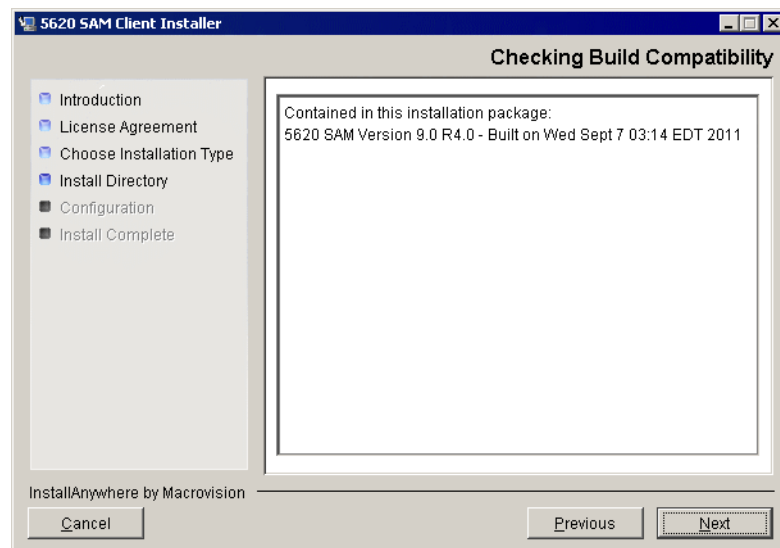 5620 SAM Client Installer
Checking Build Compatibility
Introduction
License Agreement
Choose Installation Type
Install Directory
Configuration
Install Complete
Contained in this installation package:
5620 SAM Version 9.0 R4.0 - Built on Wed Sept 7 03:14 EDT 2011
InstallAnywhere by Macrovision
Cancel
Previous
Next